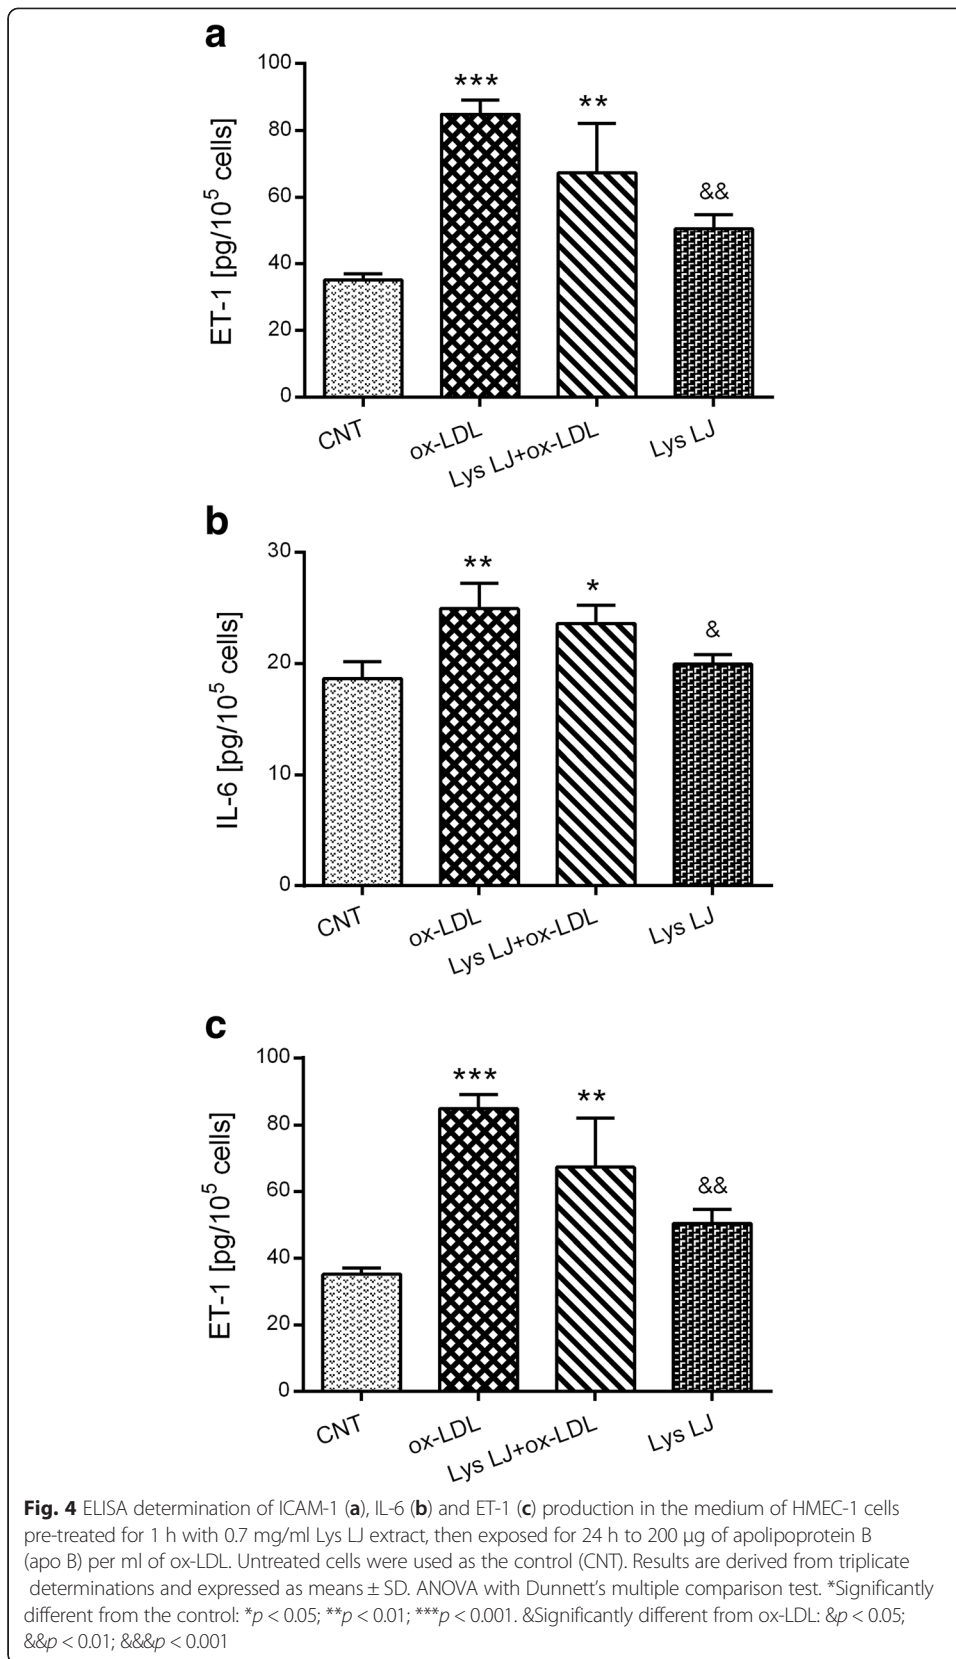 a
100
80
60
40
20
0
ET-1 [pg/10⁵ cells]
***
**
&&
CNT
ox-LDL
Lys LJ+ox-LDL
Lys LJ
b
30
20
10
0
IL-6 [pg/10⁵ cells]
**
*
&
CNT
ox-LDL
Lys LJ+ox-LDL
Lys LJ
c
100
80
60
40
20
0
ET-1 [pg/10⁵ cells]
***
**
&&
CNT
ox-LDL
Lys LJ+ox-LDL
Lys LJ
Fig. 4 ELISA determination of ICAM-1 (a), IL-6 (b) and ET-1 (c) production in the medium of HMEC-1 cells
pre-treated for 1 h with 0.7 mg/ml Lys LJ extract, then exposed for 24 h to 200 μg of apolipoprotein B
(apo B) per ml of ox-LDL. Untreated cells were used as the control (CNT). Results are derived from triplicate
determinations and expressed as means ± SD. ANOVA with Dunnett's multiple comparison test. *Significantly
different from the control: *p < 0.05; **p < 0.01; ***p < 0.001. &Significantly different from ox-LDL: &p < 0.05;
&&p < 0.01; &&&p < 0.001